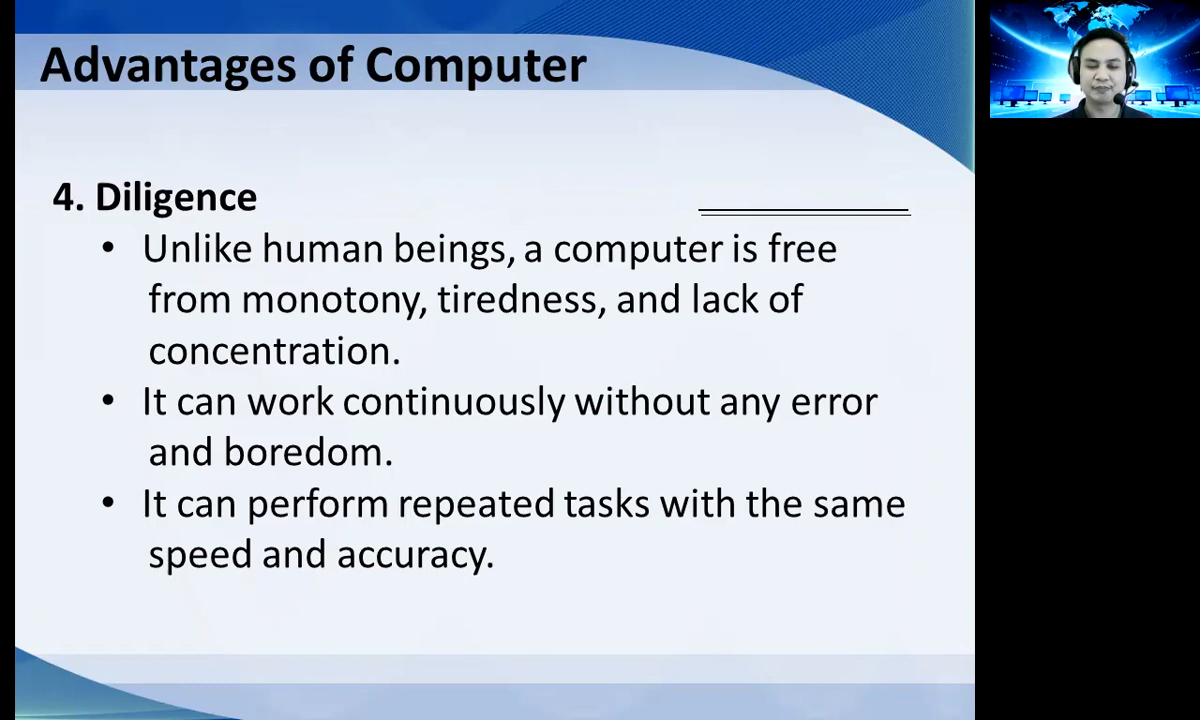 Advantages of Computer
4. Diligence
• Unlike human beings, a computer is free
from monotony, tiredness, and lack of
concentration.
• It can work continuously without any error
and boredom.
• It can perform repeated tasks with the same
speed and accuracy.